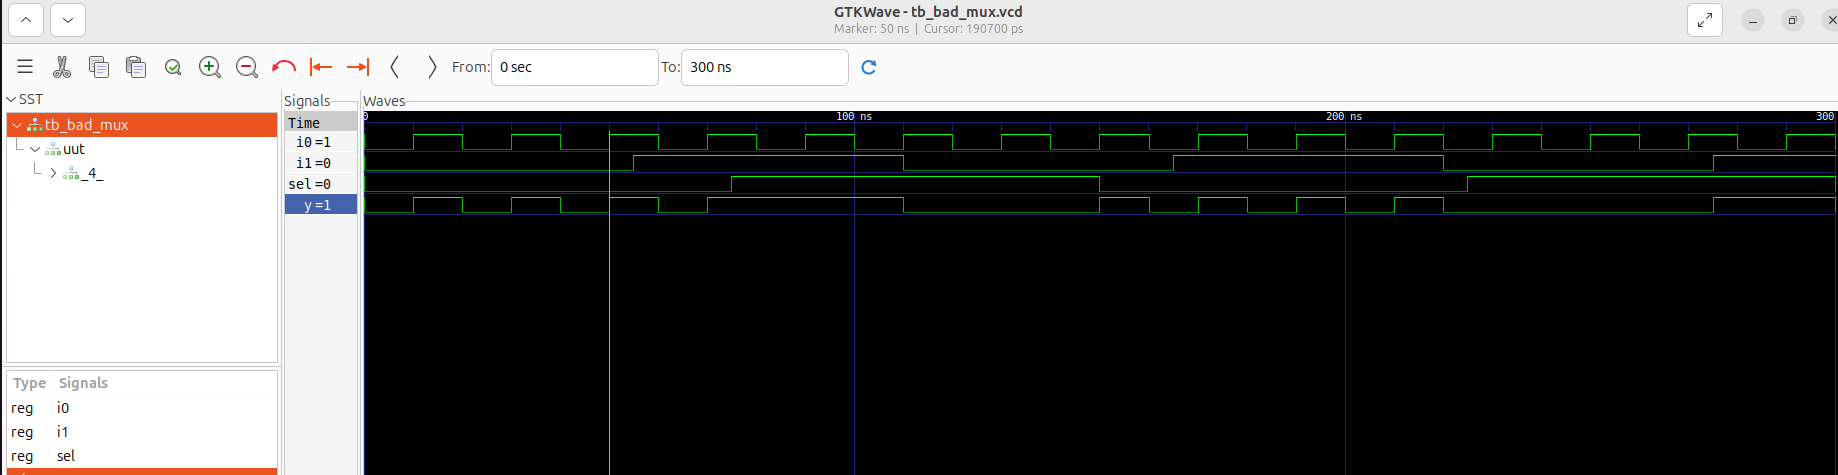 GTKWave - tb_bad_mux.vcd
Marker: 50 ns | Cursor: 190700 ps
From: 0 sec To: 300 ns
SST
tb_bad_mux
uut
_4_
Type Signals
reg i0
reg i1
reg sel
Signals
Time
i0 =1
i1 =0
sel =0
y =1
Waves
0 100 ns 200 ns 300